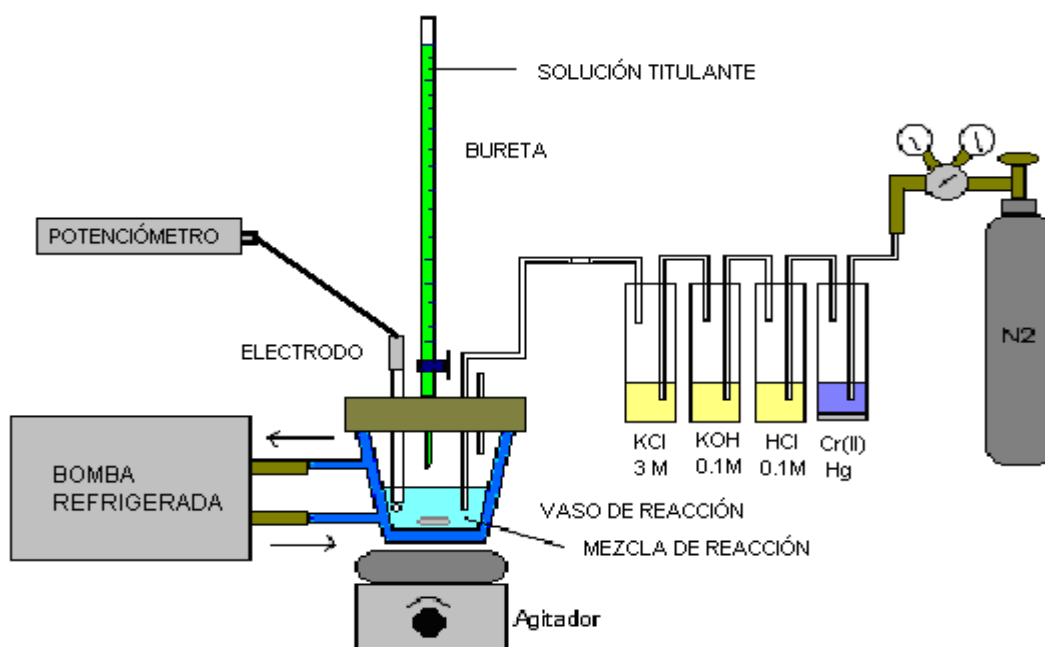 SOLUCIÓN TITULANTE
BURETA
POTENCIÓMETRO
ELECTRODO
N2
KCl
3 M
KOH
0.1M
HCl
0.1M
Cr(II)
Hg
BOMBA
REFRIGERADA
VASO DE REACCIÓN
MEZCLA DE REACCIÓN
Agitador